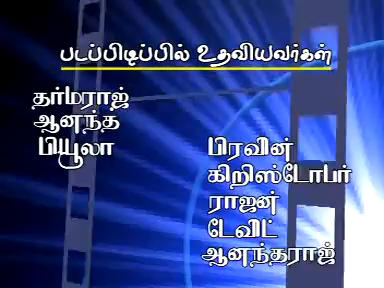 படப்பிடிப்பில் உதவியவர்கள்
தர்மராஜ்
ஆனந்த
பியூலா
பிரவின்
கிறிஸ்டோபர்
ராஜன்
டேவிட்
ஆனந்தராஜ்